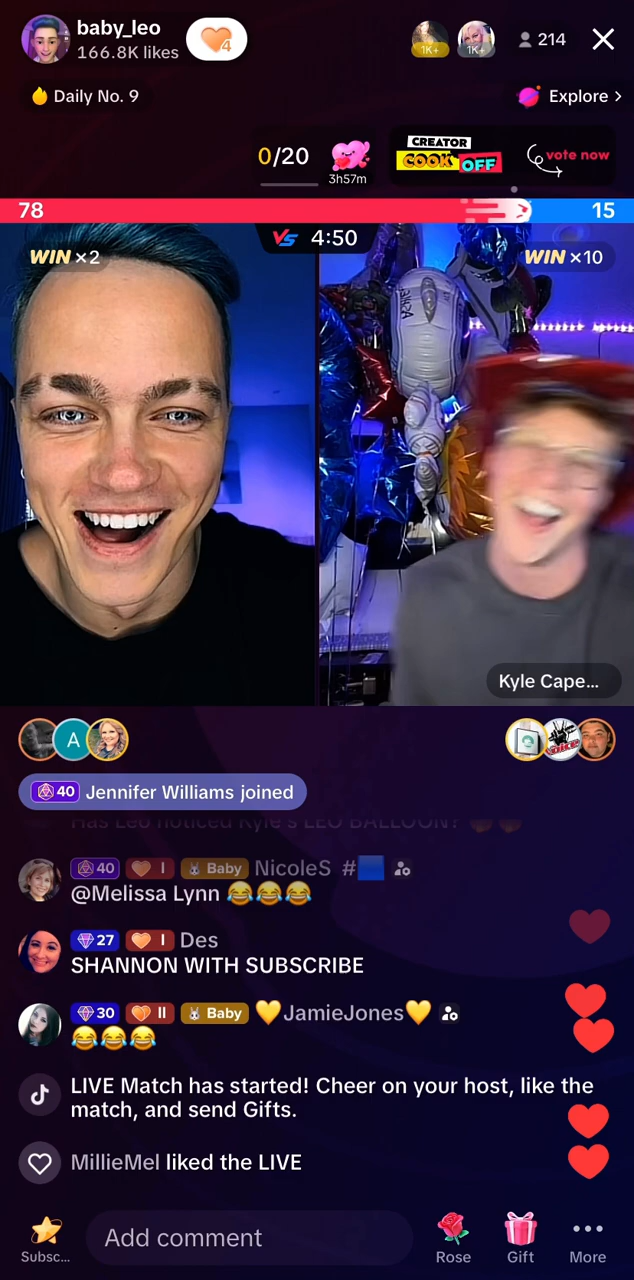 baby_leo
166.8K likes
4
1K+
1K+
214
Daily No. 9
Explore >
0/20
3h57m
CREATOR
COOK OFF
vote now
78
15
VS 4:50
WIN ×2
WIN ×10
Kyle Cape...
A
40 Jennifer Williams joined
Has Leo noticed Kyle's LEO BALLOON?
40 I Baby NicoleS #🟦
@Melissa Lynn 😂😂😂
27 I Des
SHANNON WITH SUBSCRIBE
30 II Baby 💛JamieJones💛
😂😂😂
LIVE Match has started! Cheer on your host, like the
match, and send Gifts.
MillieMel liked the LIVE
Subsc...
Add comment
Rose
Gift
More